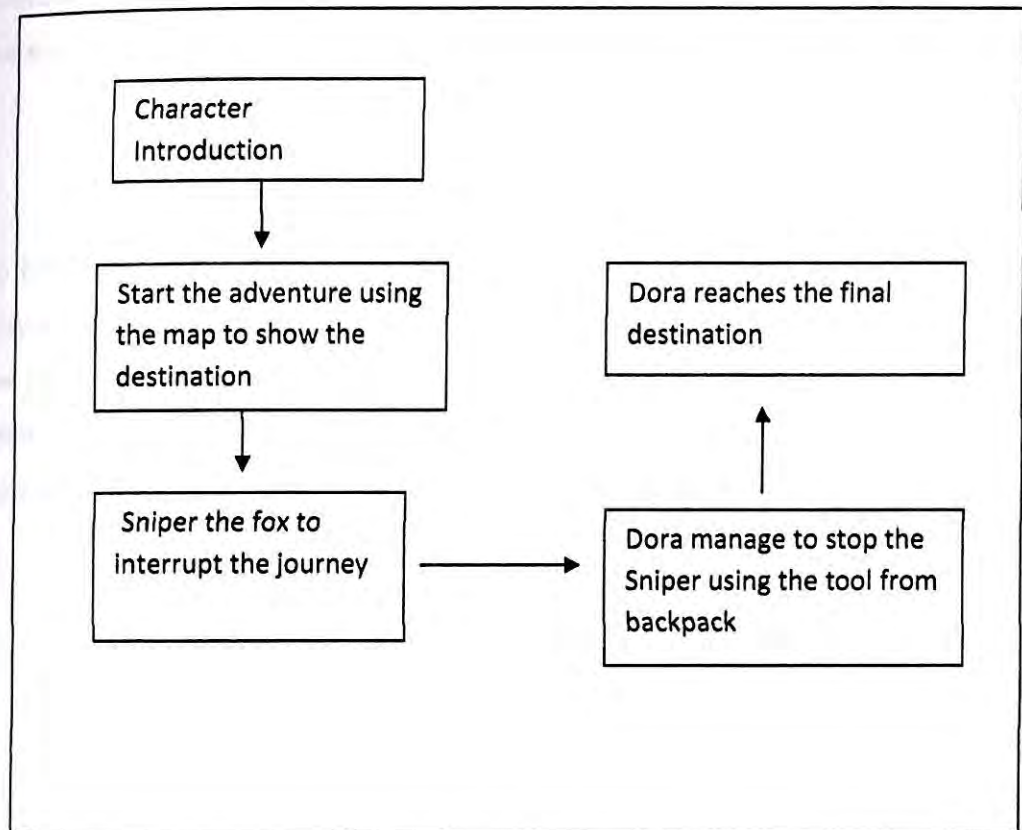 Character
Introduction
Start the adventure using
the map to show the
destination
Sniper the fox to
interrupt the journey
Dora manage to stop the
Sniper using the tool from
backpack
Dora reaches the final
destination